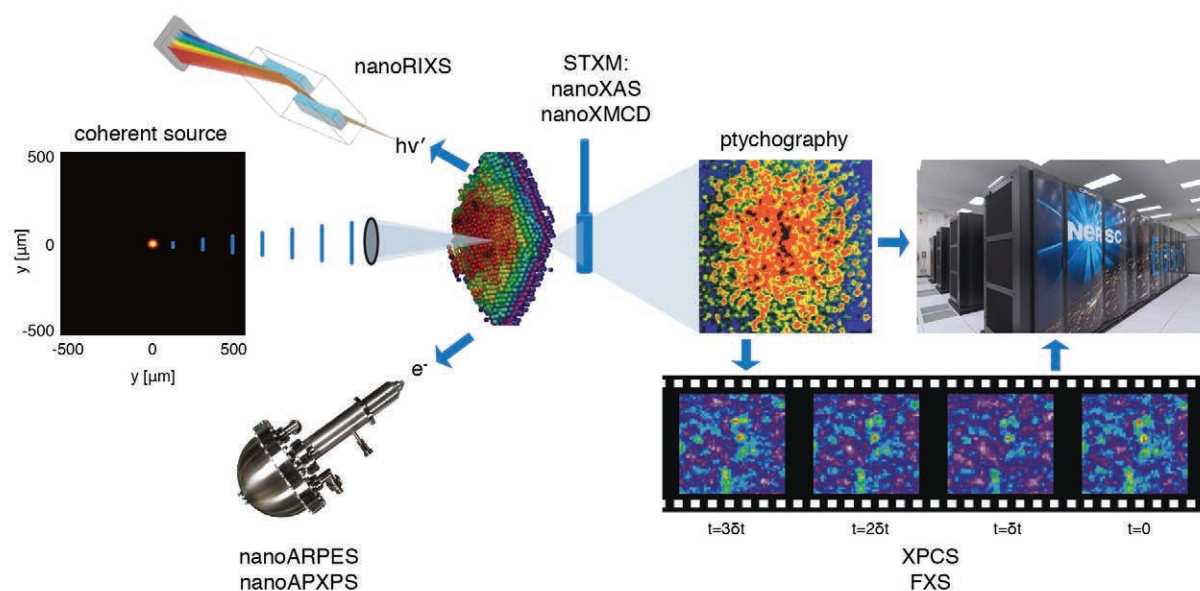 nanoRIXS
STXM:
nanoXAS
nanoXMCD
coherent source
hν′
ptychography
500
0
-500
y [µm]
-500
0
500
y [µm]
e-
NERSC
t=3δt
t=2δt
t=δt
t=0
nanoARPES
nanoAPXPS
XPCS
FXS